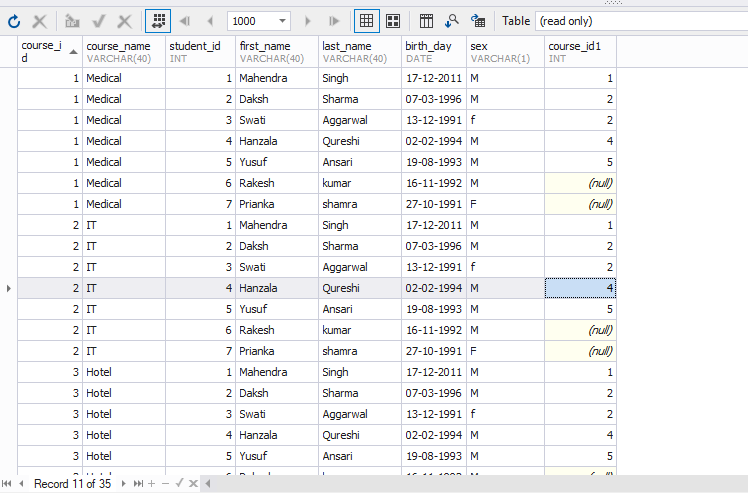 1000 Table (read only)
course_i
d course_name student_id first_name last_name birth_day sex course_id1
VARCHAR(40) INT VARCHAR(40) VARCHAR(40) DATE VARCHAR(1) INT
1 Medical 1 Mahendra Singh 17-12-2011 M 1
1 Medical 2 Daksh Sharma 07-03-1996 M 2
1 Medical 3 Swati Aggarwal 13-12-1991 f 2
1 Medical 4 Hanzala Qureshi 02-02-1994 M 4
1 Medical 5 Yusuf Ansari 19-08-1993 M 5
1 Medical 6 Rakesh kumar 16-11-1992 M (null)
1 Medical 7 Prianka shamra 27-10-1991 F (null)
2 IT 1 Mahendra Singh 17-12-2011 M 1
2 IT 2 Daksh Sharma 07-03-1996 M 2
2 IT 3 Swati Aggarwal 13-12-1991 f 2
2 IT 4 Hanzala Qureshi 02-02-1994 M 4
2 IT 5 Yusuf Ansari 19-08-1993 M 5
2 IT 6 Rakesh kumar 16-11-1992 M (null)
2 IT 7 Prianka shamra 27-10-1991 F (null)
3 Hotel 1 Mahendra Singh 17-12-2011 M 1
3 Hotel 2 Daksh Sharma 07-03-1996 M 2
3 Hotel 3 Swati Aggarwal 13-12-1991 f 2
3 Hotel 4 Hanzala Qureshi 02-02-1994 M 4
3 Hotel 5 Yusuf Ansari 19-08-1993 M 5
Record 11 of 35